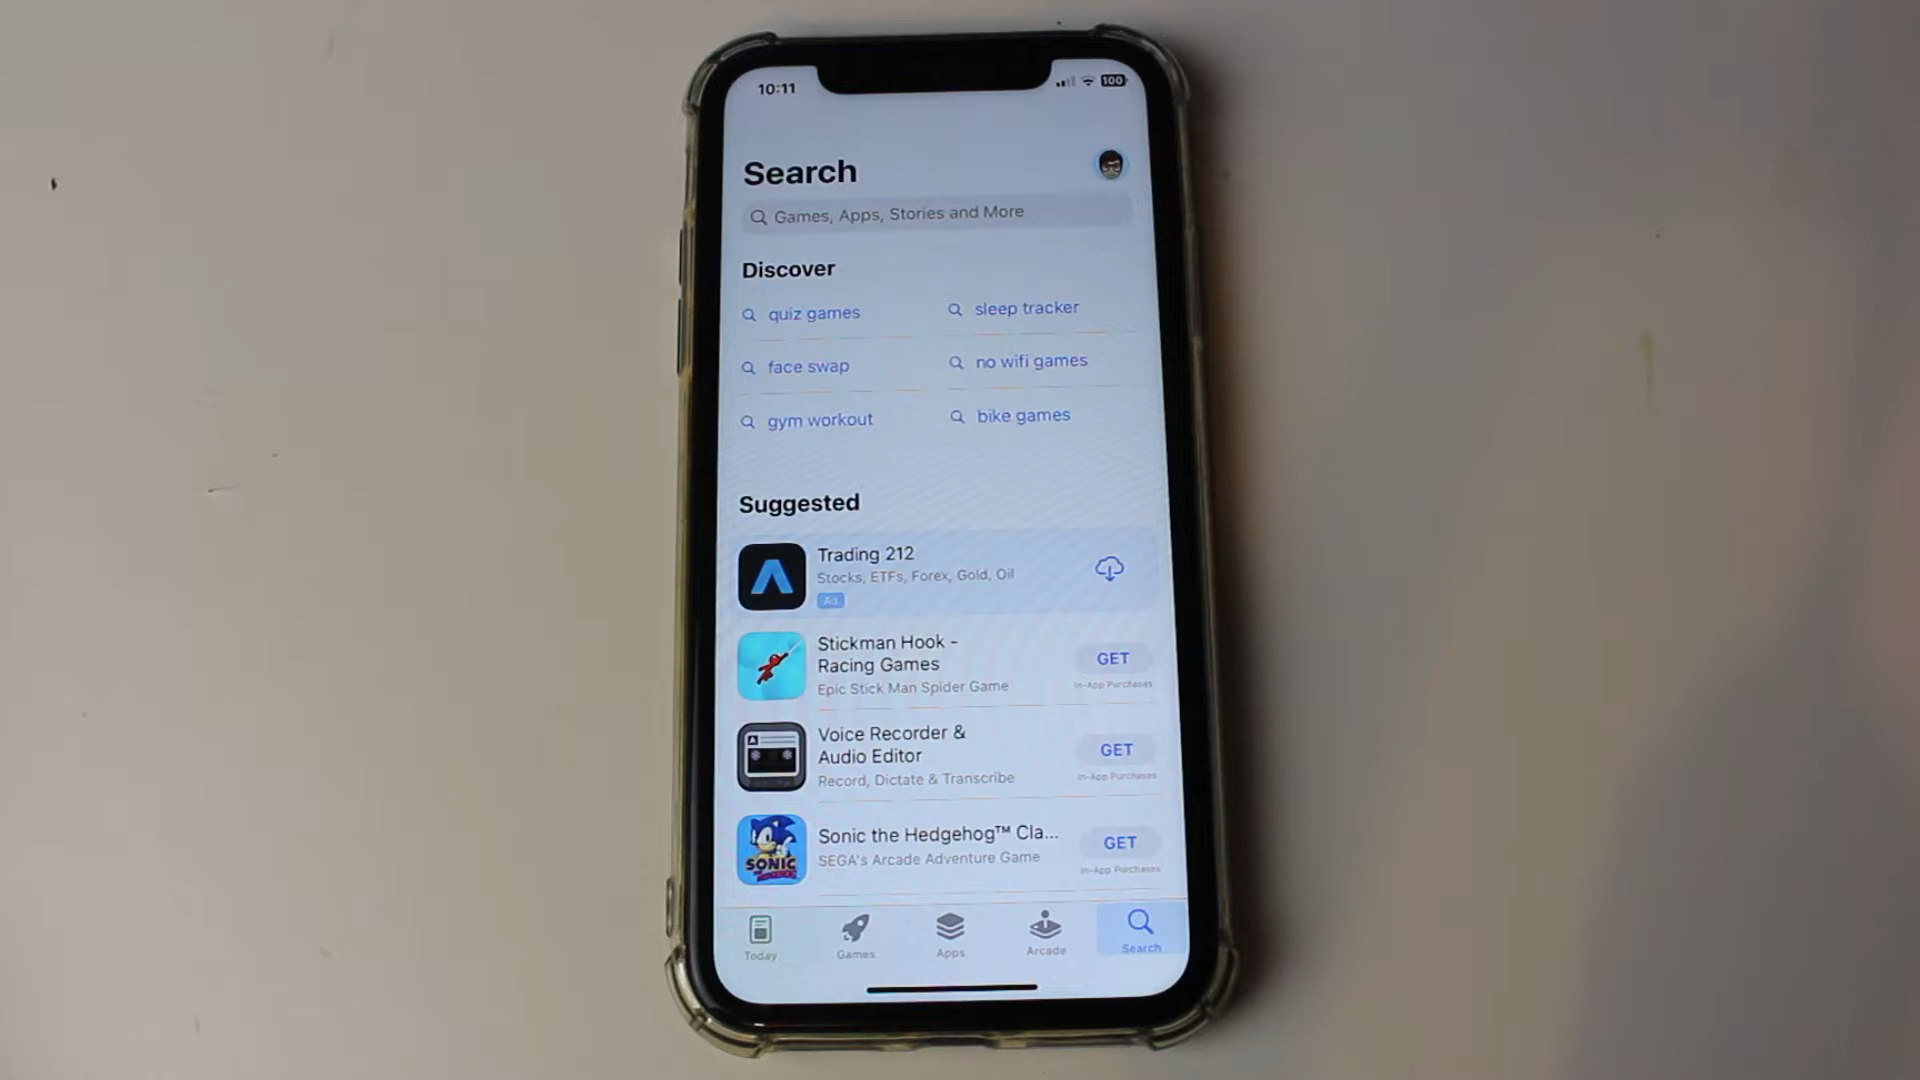 10:11
100
Search
Games, Apps, Stories and More
Discover
quiz games
sleep tracker
face swap
no wifi games
gym workout
bike games
Suggested
Trading 212
Stocks, ETFs, Forex, Gold, Oil
Ad
Stickman Hook -
Racing Games
Epic Stick Man Spider Game
GET
In-App Purchases
A
Voice Recorder &
Audio Editor
Record, Dictate & Transcribe
GET
In-App Purchases
SONIC
Sonic the Hedgehog™ Cla...
SEGA's Arcade Adventure Game
GET
In-App Purchases
Today
Games
Apps
Arcade
Search